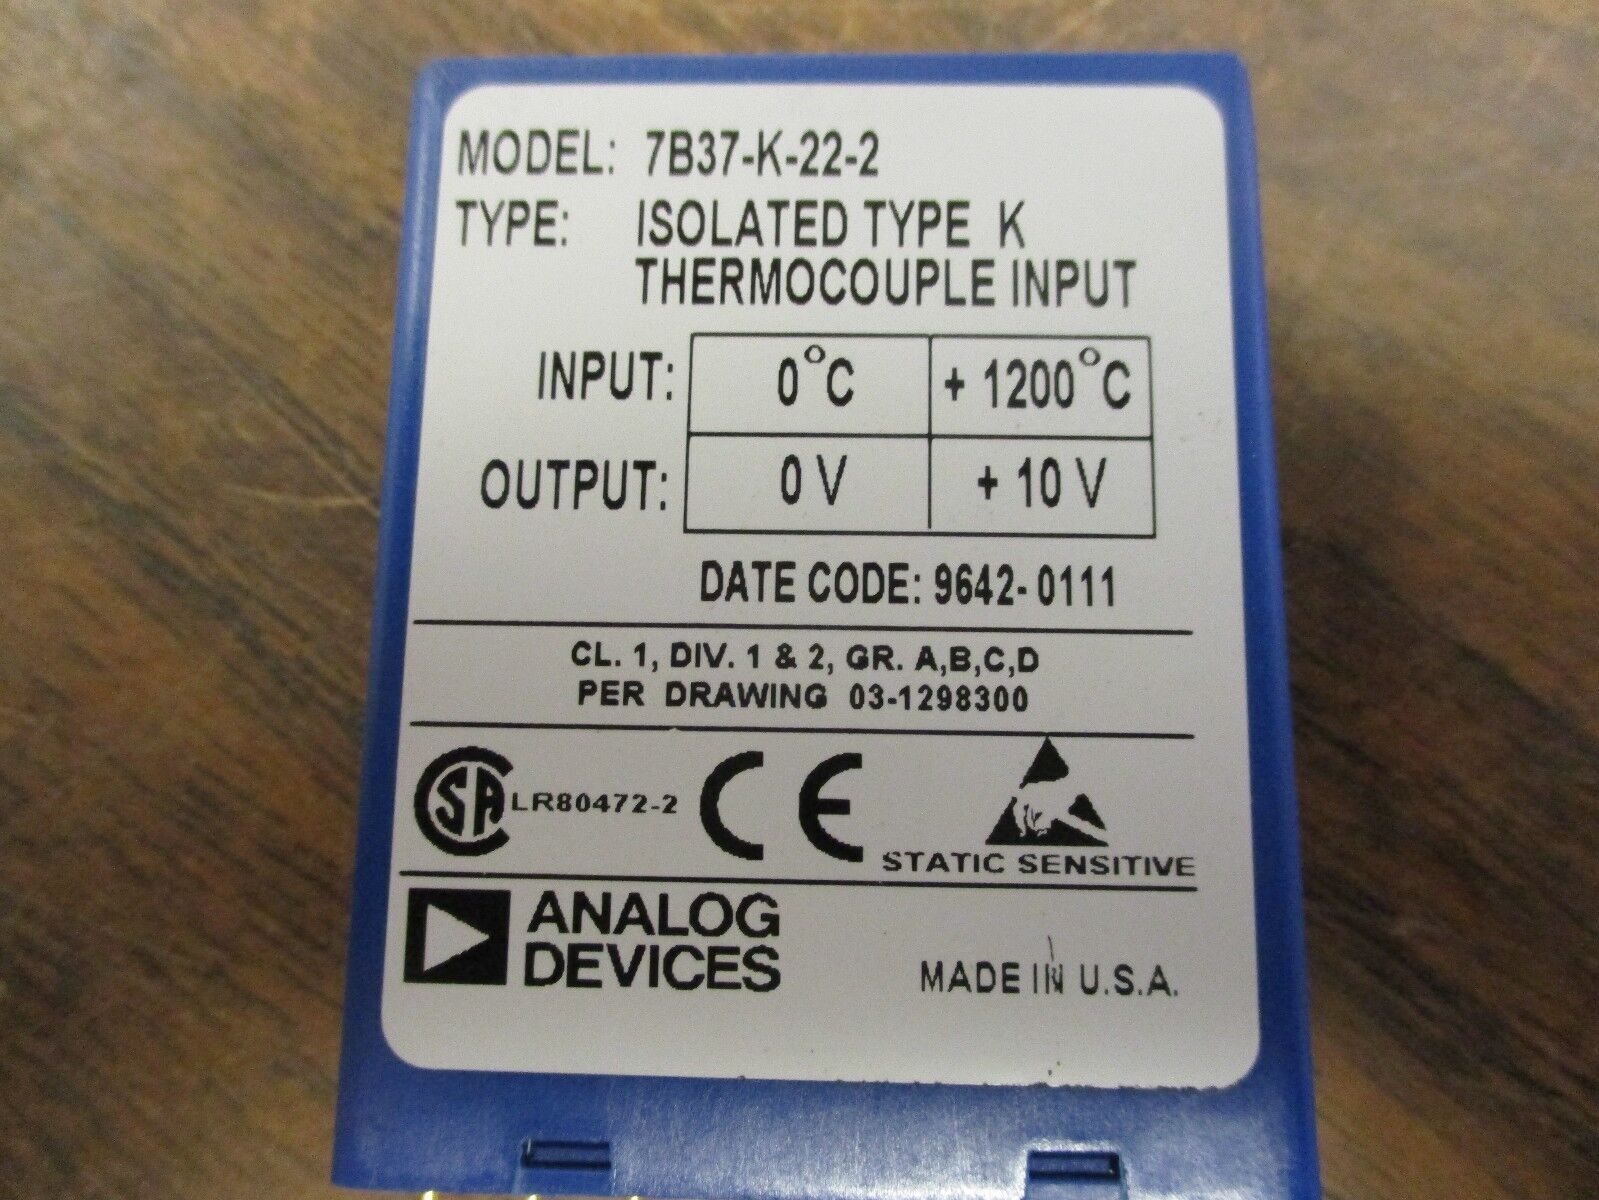 MODEL: 7B37-K-22-2
TYPE: ISOLATED TYPE K
THERMOCOUPLE INPUT
INPUT: 0°C + 1200°C
OUTPUT: 0 V + 10 V
DATE CODE: 9642-0111
CL. 1, DIV. 1 & 2, GR. A,B,C,D
PER DRAWING 03-1298300
CSA LR80472-2 CE
STATIC SENSITIVE
ANALOG
DEVICES
MADE IN U.S.A.